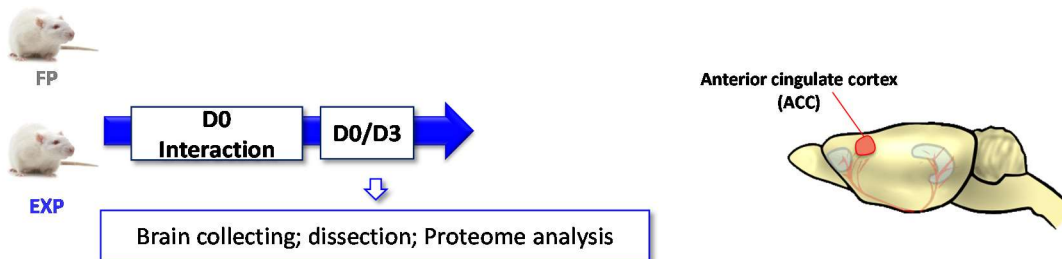 FP
EXP
D0
Interaction
D0/D3
Brain collecting; dissection; Proteome analysis
Anterior cingulate cortex
(ACC)